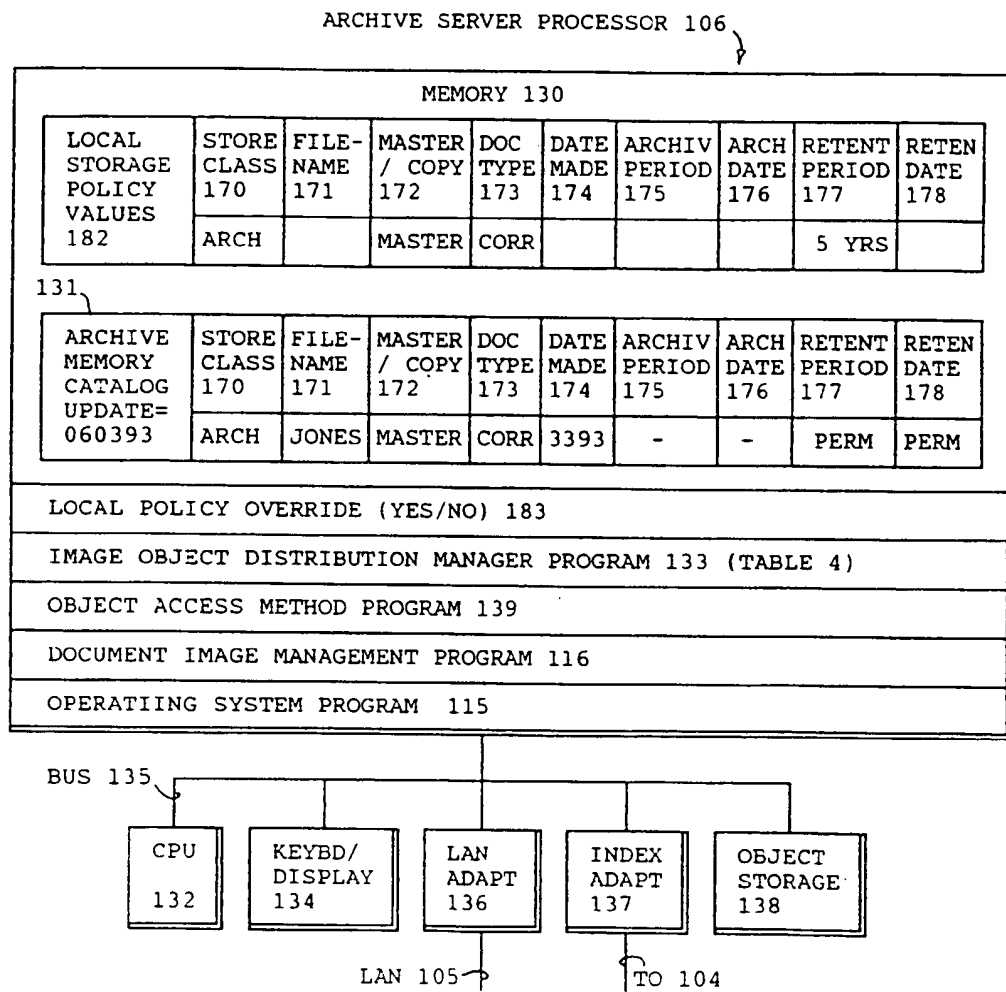 ARCHIVE SERVER PROCESSOR 106
MEMORY 130
LOCAL STORAGE POLICY VALUES 182
STORE CLASS 170
FILE-NAME 171
MASTER / COPY 172
DOC TYPE 173
DATE MADE 174
ARCHIV PERIOD 175
ARCH DATE 176
RETENT PERIOD 177
RETEN DATE 178
ARCH MASTER CORR 5 YRS
131
ARCHIVE MEMORY CATALOG UPDATE= 060393
STORE CLASS 170
FILE-NAME 171
MASTER / COPY 172
DOC TYPE 173
DATE MADE 174
ARCHIV PERIOD 175
ARCH DATE 176
RETENT PERIOD 177
RETEN DATE 178
ARCH JONES MASTER CORR 3393 - - PERM PERM
LOCAL POLICY OVERRIDE (YES/NO) 183
IMAGE OBJECT DISTRIBUTION MANAGER PROGRAM 133 (TABLE 4)
OBJECT ACCESS METHOD PROGRAM 139
DOCUMENT IMAGE MANAGEMENT PROGRAM 116
OPERATIING SYSTEM PROGRAM 115
BUS 135
CPU 132
KEYBD/ DISPLAY 134
LAN ADAPT 136
INDEX ADAPT 137
OBJECT STORAGE 138
LAN 105
TO 104